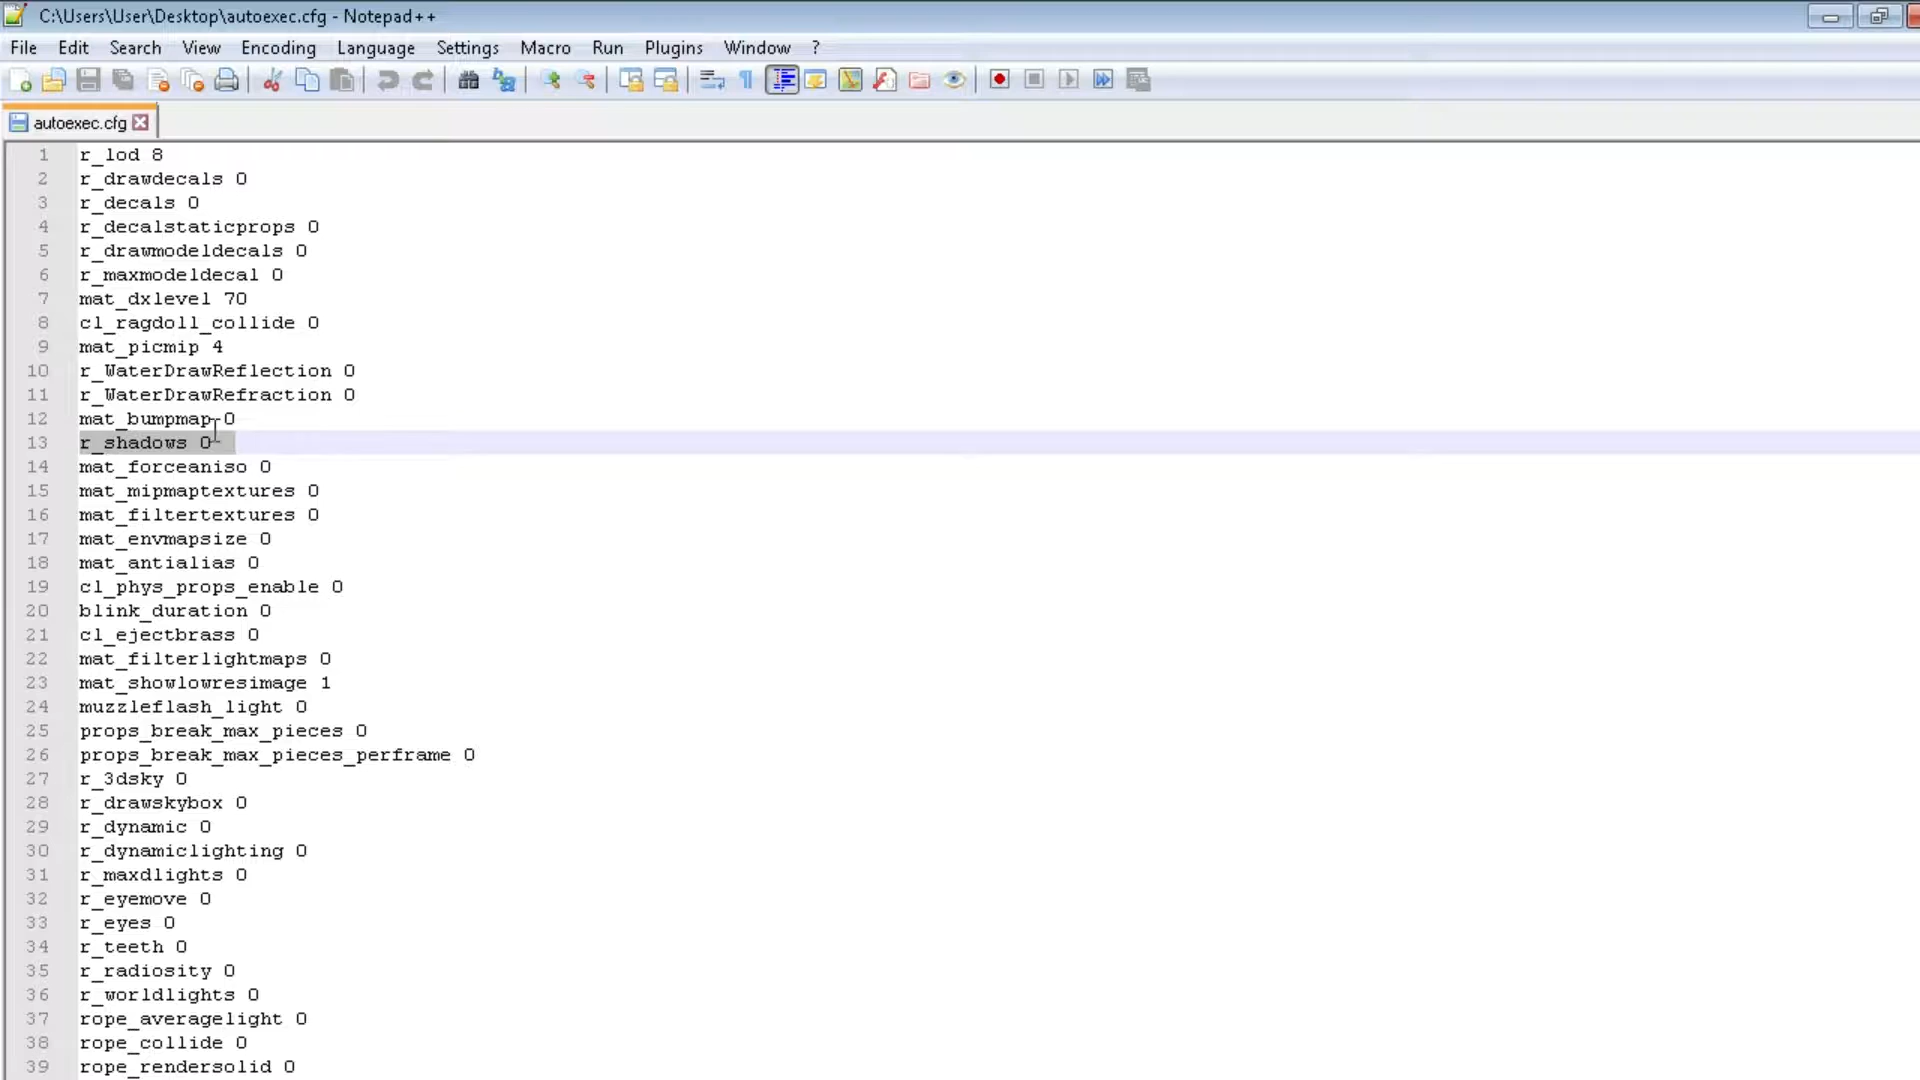 C:\Users\User\Desktop\autoexec.cfg - Notepad++
File Edit Search View Encoding Language Settings Macro Run Plugins Window ?
autoexec.cfg
1 r_lod 8
2 r_drawdecals 0
3 r_decals 0
4 r_decalstaticprops 0
5 r_drawmodeldecals 0
6 r_maxmodeldecal 0
7 mat_dxlevel 70
8 cl_ragdoll_collide 0
9 mat_picmip 4
10 r_WaterDrawReflection 0
11 r_WaterDrawRefraction 0
12 mat_bumpmap 0
13 r_shadows 0
14 mat_forceaniso 0
15 mat_mipmaptextures 0
16 mat_filtertextures 0
17 mat_envmapsize 0
18 mat_antialias 0
19 cl_phys_props_enable 0
20 blink_duration 0
21 cl_ejectbrass 0
22 mat_filterlightmaps 0
23 mat_showlowresimage 1
24 muzzleflash_light 0
25 props_break_max_pieces 0
26 props_break_max_pieces_perframe 0
27 r_3dsky 0
28 r_drawskybox 0
29 r_dynamic 0
30 r_dynamiclighting 0
31 r_maxdlights 0
32 r_eyemove 0
33 r_eyes 0
34 r_teeth 0
35 r_radiosity 0
36 r_worldlights 0
37 rope_averagelight 0
38 rope_collide 0
39 rope_rendersolid 0